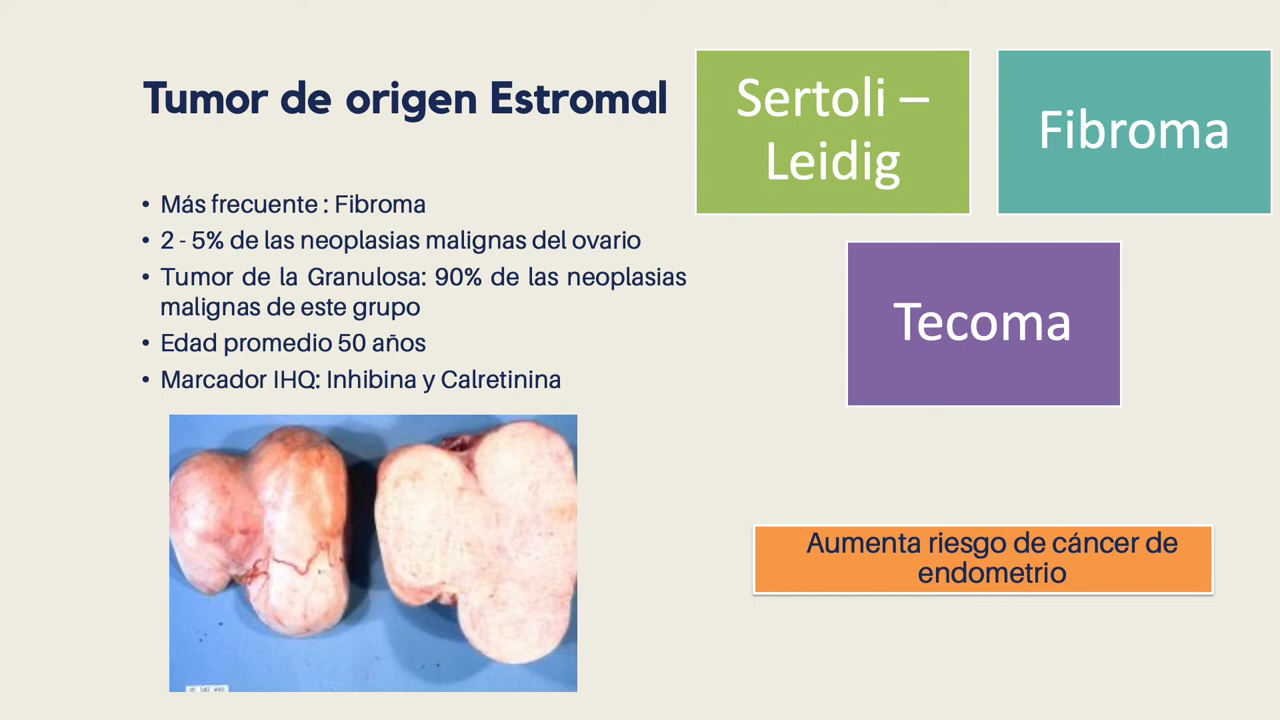 Tumor de origen Estromal
• Más frecuente : Fibroma
• 2 - 5% de las neoplasias malignas del ovario
• Tumor de la Granulosa: 90% de las neoplasias
malignas de este grupo
• Edad promedio 50 años
• Marcador IHQ: Inhibina y Calretinina
Sertoli –
Leidig
Fibroma
Tecoma
Aumenta riesgo de cáncer de
endometrio